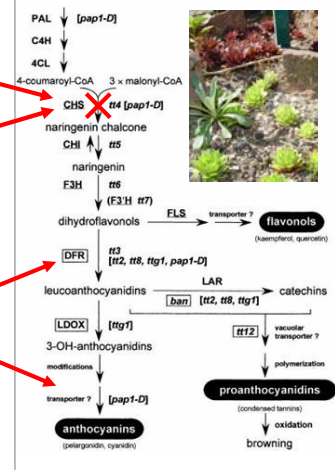 PAL [pap1-D]
C4H
4CL
4-coumaroyl-CoA 3 × malonyl-CoA
CHS tt4 [pap1-D]
naringenin chalcone
CHI tt5
naringenin
F3H tt6
(F3'H tt7)
dihydroflavonols FLS transporter ? flavonols
(kaempferol, quercetin)
DFR tt3
[tt2, tt8, ttg1, pap1-D]
leucoanthocyanidins LAR catechins
ban [tt2, tt8, ttg1]
LDOX [ttg1]
tt12 vacuolar
transporter ?
3-OH-anthocyanidins
modifications
polymerization
transporter ? [pap1-D]
proanthocyanidins
(condensed tannins)
anthocyanins
(pelargonidin, cyanidin)
oxidation
browning